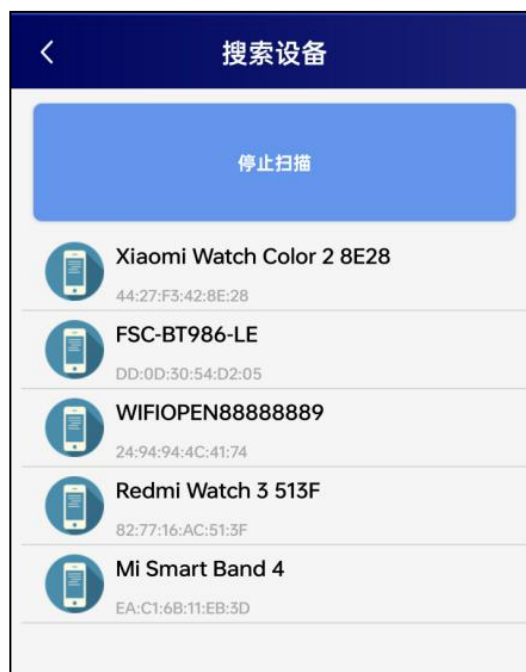 搜索设备
停止扫描
Xiaomi Watch Color 2 8E28
44:27:F3:42:8E:28
FSC-BT986-LE
DD:0D:30:54:D2:05
WIFIOPEN88888889
24:94:94:4C:41:74
Redmi Watch 3 513F
82:77:16:AC:51:3F
Mi Smart Band 4
EA:C1:6B:11:EB:3D